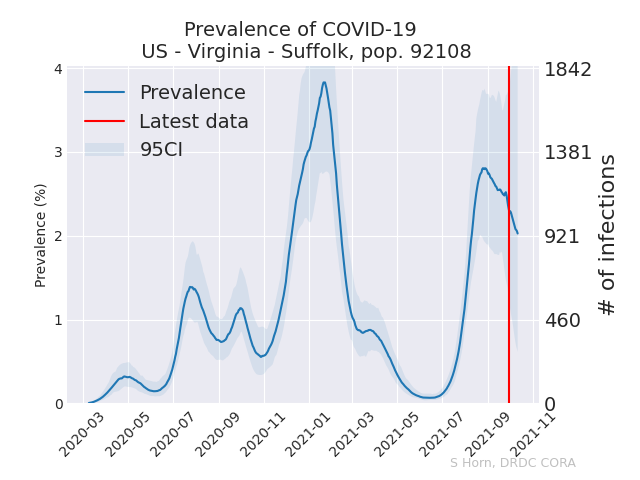 Prevalence of COVID-19
US - Virginia - Suffolk, pop. 92108
Prevalence
Latest data
95CI
Prevalence (%)
4
3
2
1
0
1842
1381
921
460
0
# of infections
2020-03
2020-05
2020-07
2020-09
2020-11
2021-01
2021-03
2021-05
2021-07
2021-09
2021-11
S Horn, DRDC CORA